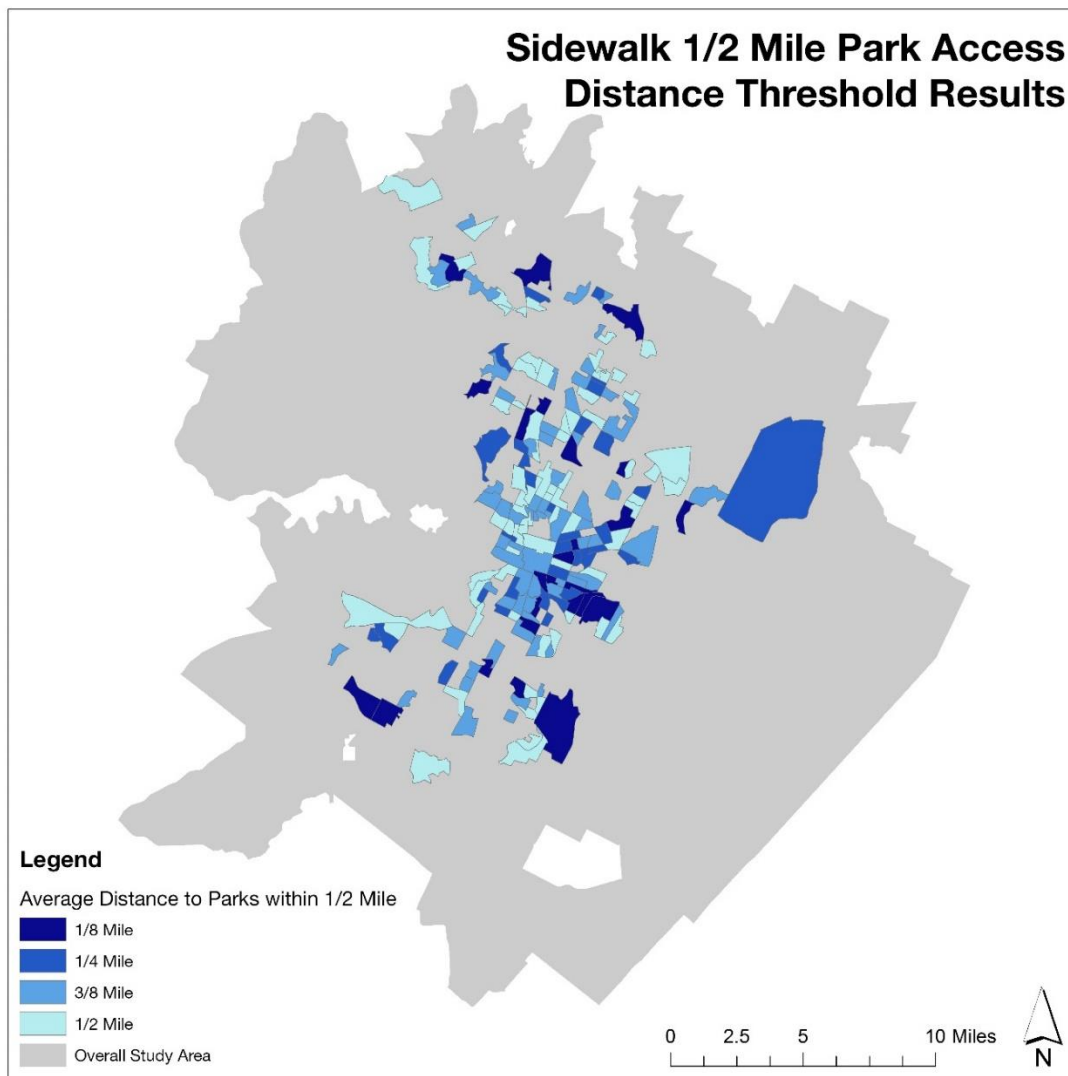 Sidewalk 1/2 Mile Park Access
Distance Threshold Results
Legend
Average Distance to Parks within 1/2 Mile
1/8 Mile
1/4 Mile
3/8 Mile
1/2 Mile
Overall Study Area
0 2.5 5 10 Miles
N